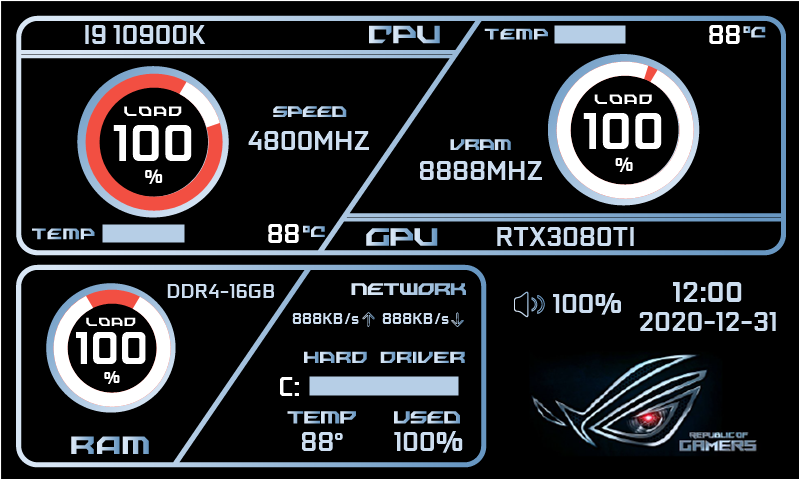 I9 10900K CPU
LOAD
100
%
SPEED
4800MHZ
TEMP 88°C
TEMP 88°C
LOAD
100
%
VRAM
8888MHZ
GPU RTX3080TI
DDR4-16GB
LOAD
100
%
RAM
NETWORK
888KB/s 888KB/s
HARD DRIVER
C:
TEMP USED
88° 100%
100%
12:00
2020-12-31
REPUBLIC OF
GAMERS